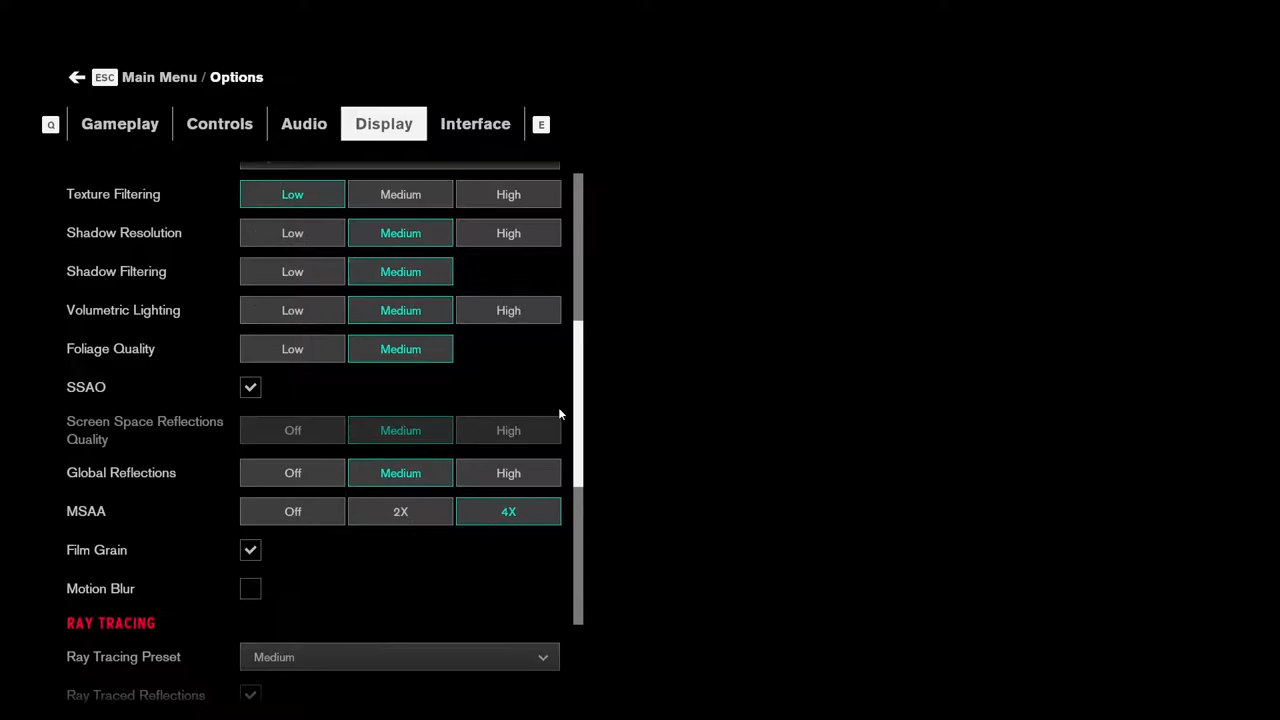 ESC Main Menu / Options
Q Gameplay Controls Audio Display Interface E
Texture Filtering Low Medium High
Shadow Resolution Low Medium High
Shadow Filtering Low Medium
Volumetric Lighting Low Medium High
Foliage Quality Low Medium
SSAO
Screen Space Reflections
Quality
Off Medium High
Global Reflections Off Medium High
MSAA Off 2X 4X
Film Grain
Motion Blur
RAY TRACING
Ray Tracing Preset Medium
Ray Traced Reflections